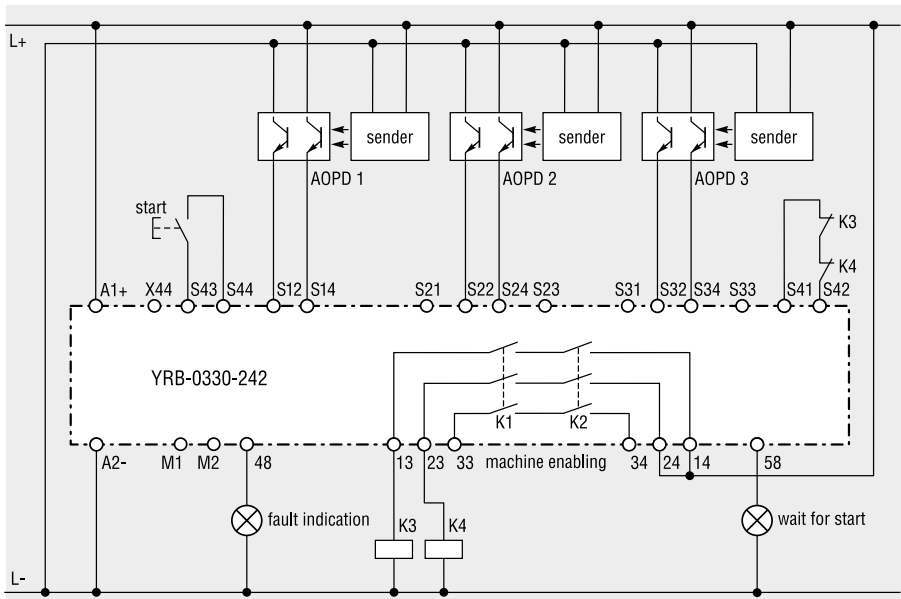 L+
sender
sender
sender
AOPD 1
AOPD 2
AOPD 3
start
K3
K4
A1+ X44 S43 S44 S12 S14 S21 S22 S24 S23 S31 S32 S34 S33 S41 S42
YRB-0330-242
K1 K2
A2- M1 M2 48 13 23 33 machine enabling 34 24 14 58
fault indication
K3
K4
wait for start
L-